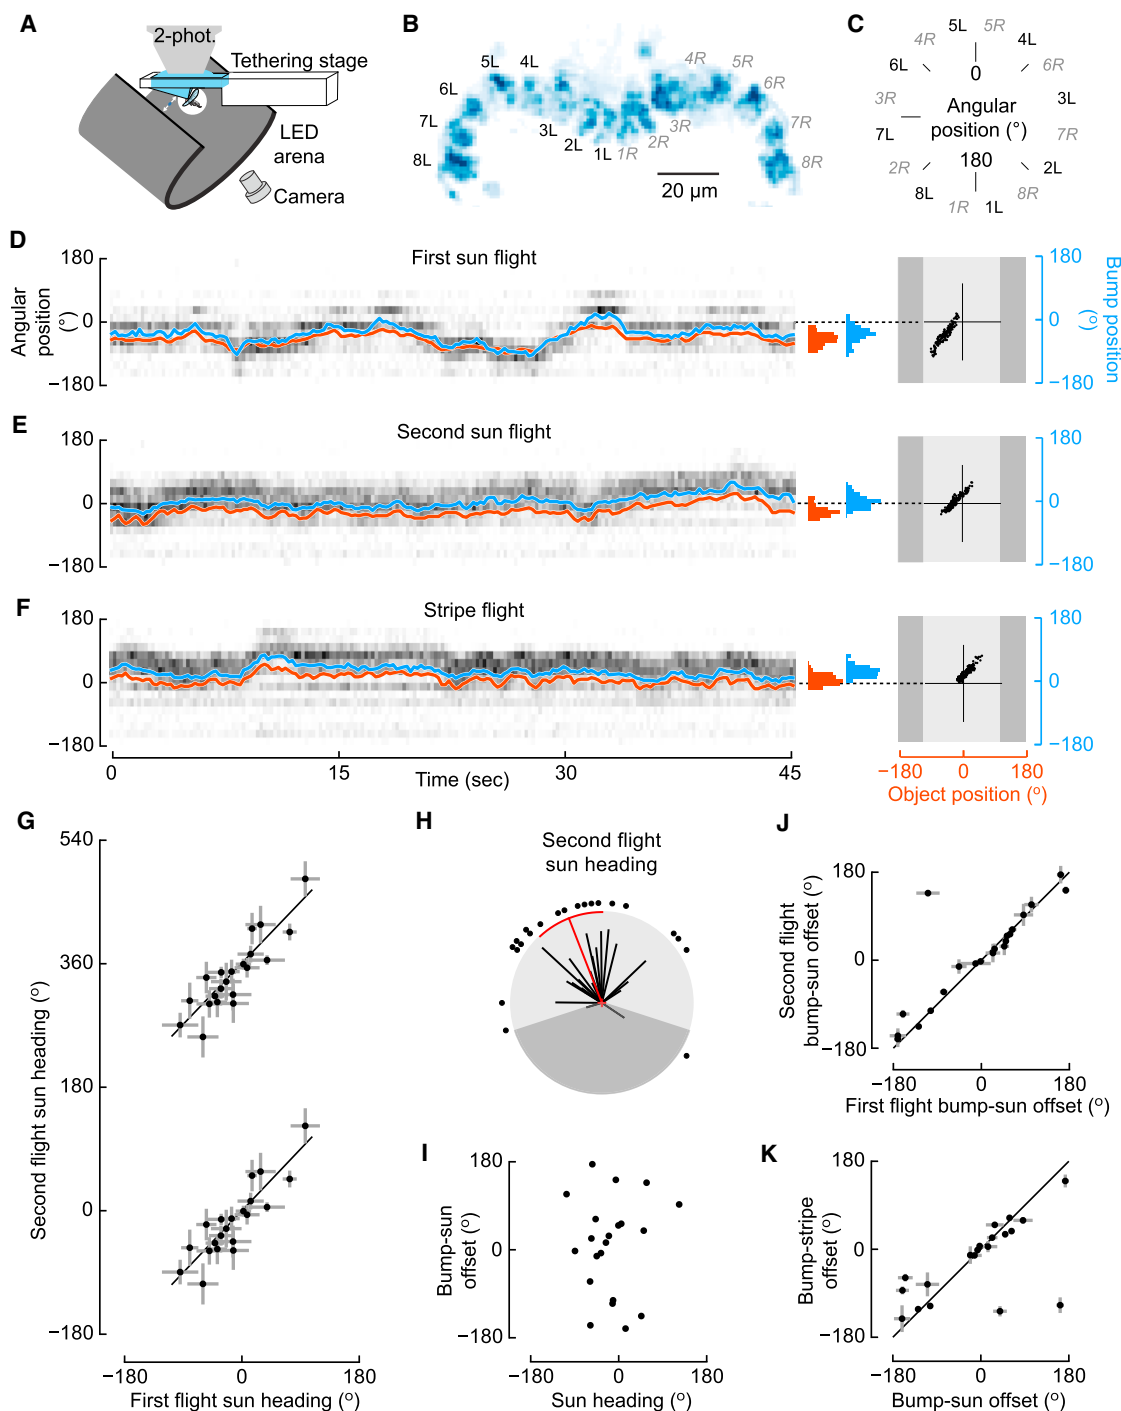 A
2-phot.
Tethering stage
LED
arena
Camera
B
5L 4L
6L
7L
8L
3L
2L
1L
1R
2R
3R
4R
5R
6R
7R
8R
20 µm
C
5L 5R
4R 4L
6L 6R
0
3R 3L
Angular
position (°)
7L 7R
180
2R 2L
8L 8R
1R 1L
D
First sun flight
Angular
position
(°)
180
0
−180
180
0
−180
Bump position
(°)
E
Second sun flight
180
0
−180
180
0
−180
F
Stripe flight
180
0
−180
180
0
−180
0 15 30 45
Time (sec)
−180 0 180
Object position (°)
G
540
360
180
0
−180
Second flight sun heading (°)
−180 0 180
First flight sun heading (°)
H
Second flight
sun heading
I
180
0
−180
Bump-sun
offset (°)
−180 0 180
Sun heading (°)
J
180
0
−180
Second flight
bump-sun offset (°)
−180 0 180
First flight bump-sun offset (°)
K
180
0
−180
Bump-stripe
offset (°)
−180 0 180
Bump-sun offset (°)